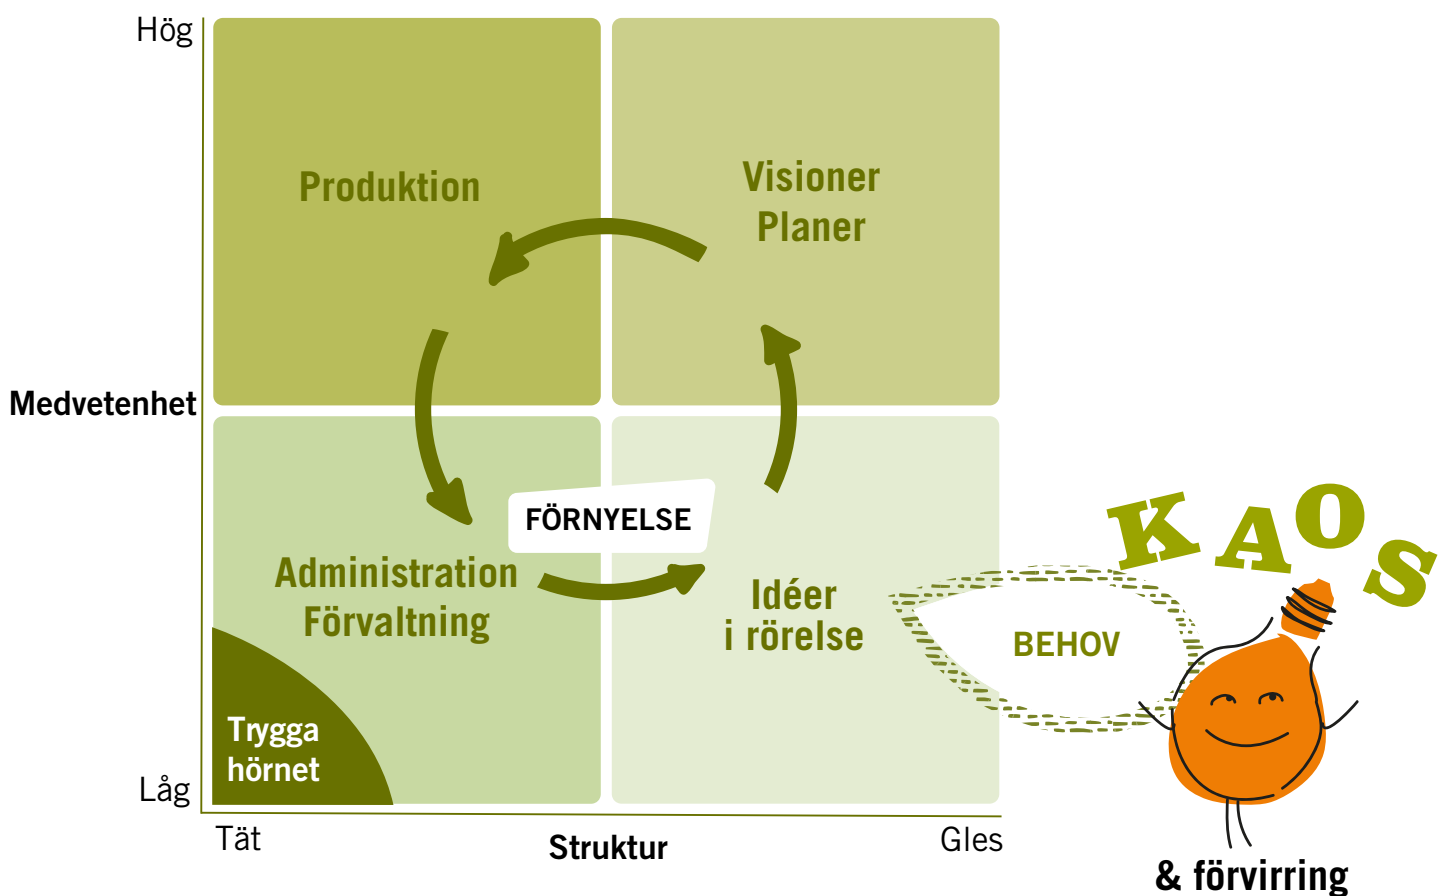 Hög
Produktion
Visioner
Planer
Medvetenhet
FÖRNYELSE
Administration
Förvaltning
Idéer
i rörelse
BEHOV
KAOS
Trygga
hörnet
Låg
Tät
Struktur
Gles
& förvirring